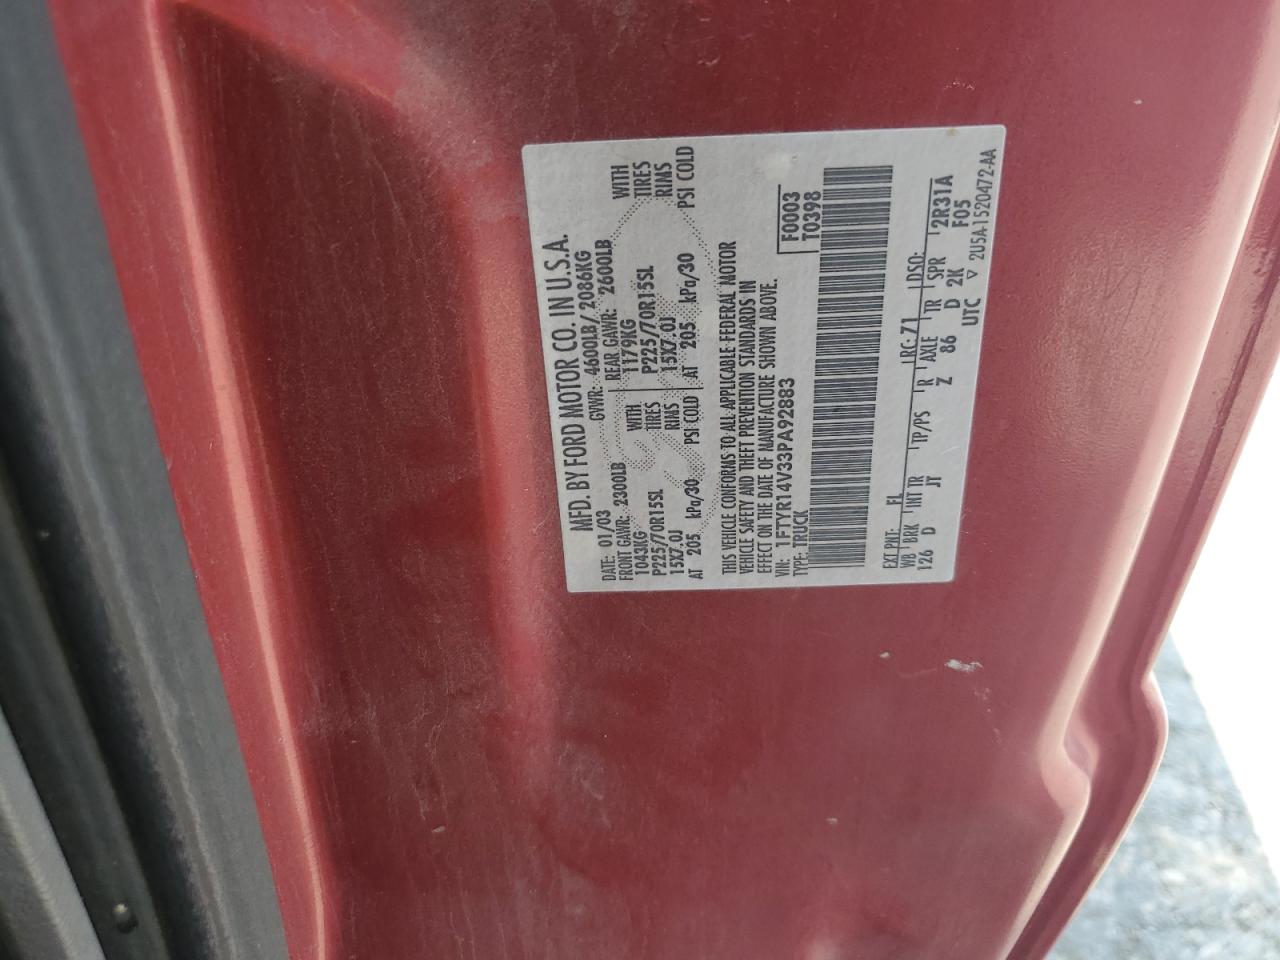 MFD. BY FORD MOTOR CO. IN U.S.A.
DATE: 01/03 GVWR: 4600LB/ 2086KG
FRONT GAWR: 2300LB REAR GAWR: 2600LB
1043KG WITH 1179KG WITH
P225/70R15SL TIRES P225/70R15SL TIRES
15X7.0J RIMS 15X7.0J RIMS
AT 205 kPa/30 PSI COLD AT 205 kPa/30 PSI COLD
THIS VEHICLE CONFORMS TO ALL APPLICABLE FEDERAL MOTOR
VEHICLE SAFETY AND THEFT PREVENTION STANDARDS IN
EFFECT ON THE DATE OF MANUFACTURE SHOWN ABOVE.
VIN: 1FTYR14V33PA92883 F0003
TYPE: TRUCK T0398
EXT PNT: FL RC: 71 DSO:
WB BRK INT TR TP/PS R AXLE TR SPR 2R31A
126 D JT Z 86 D 2K F05
UTC ▽ 2U5A-1520472-AA